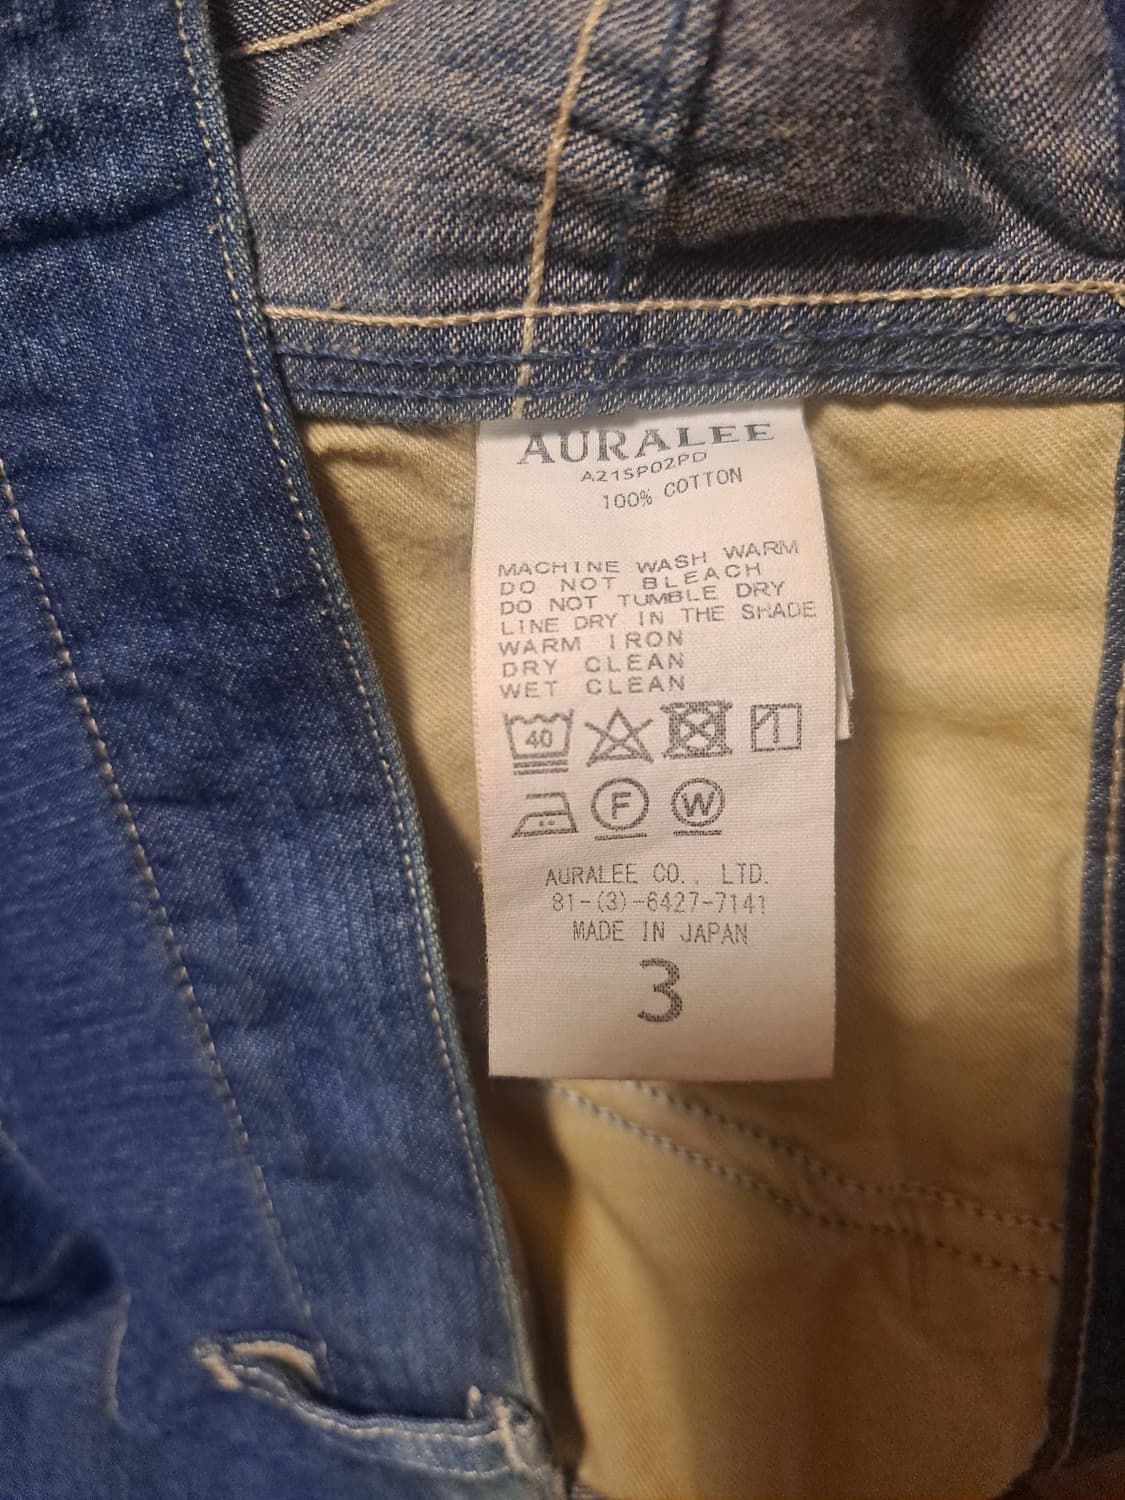 AURALEE
A21SP02PD
100% COTTON
MACHINE WASH WARM
DO NOT BLEACH
DO NOT TUMBLE DRY
LINE DRY IN THE SHADE
WARM IRON
DRY CLEAN
WET CLEAN
40
F W
AURALEE CO., LTD.
81-(3)-6427-7141
MADE IN JAPAN
3